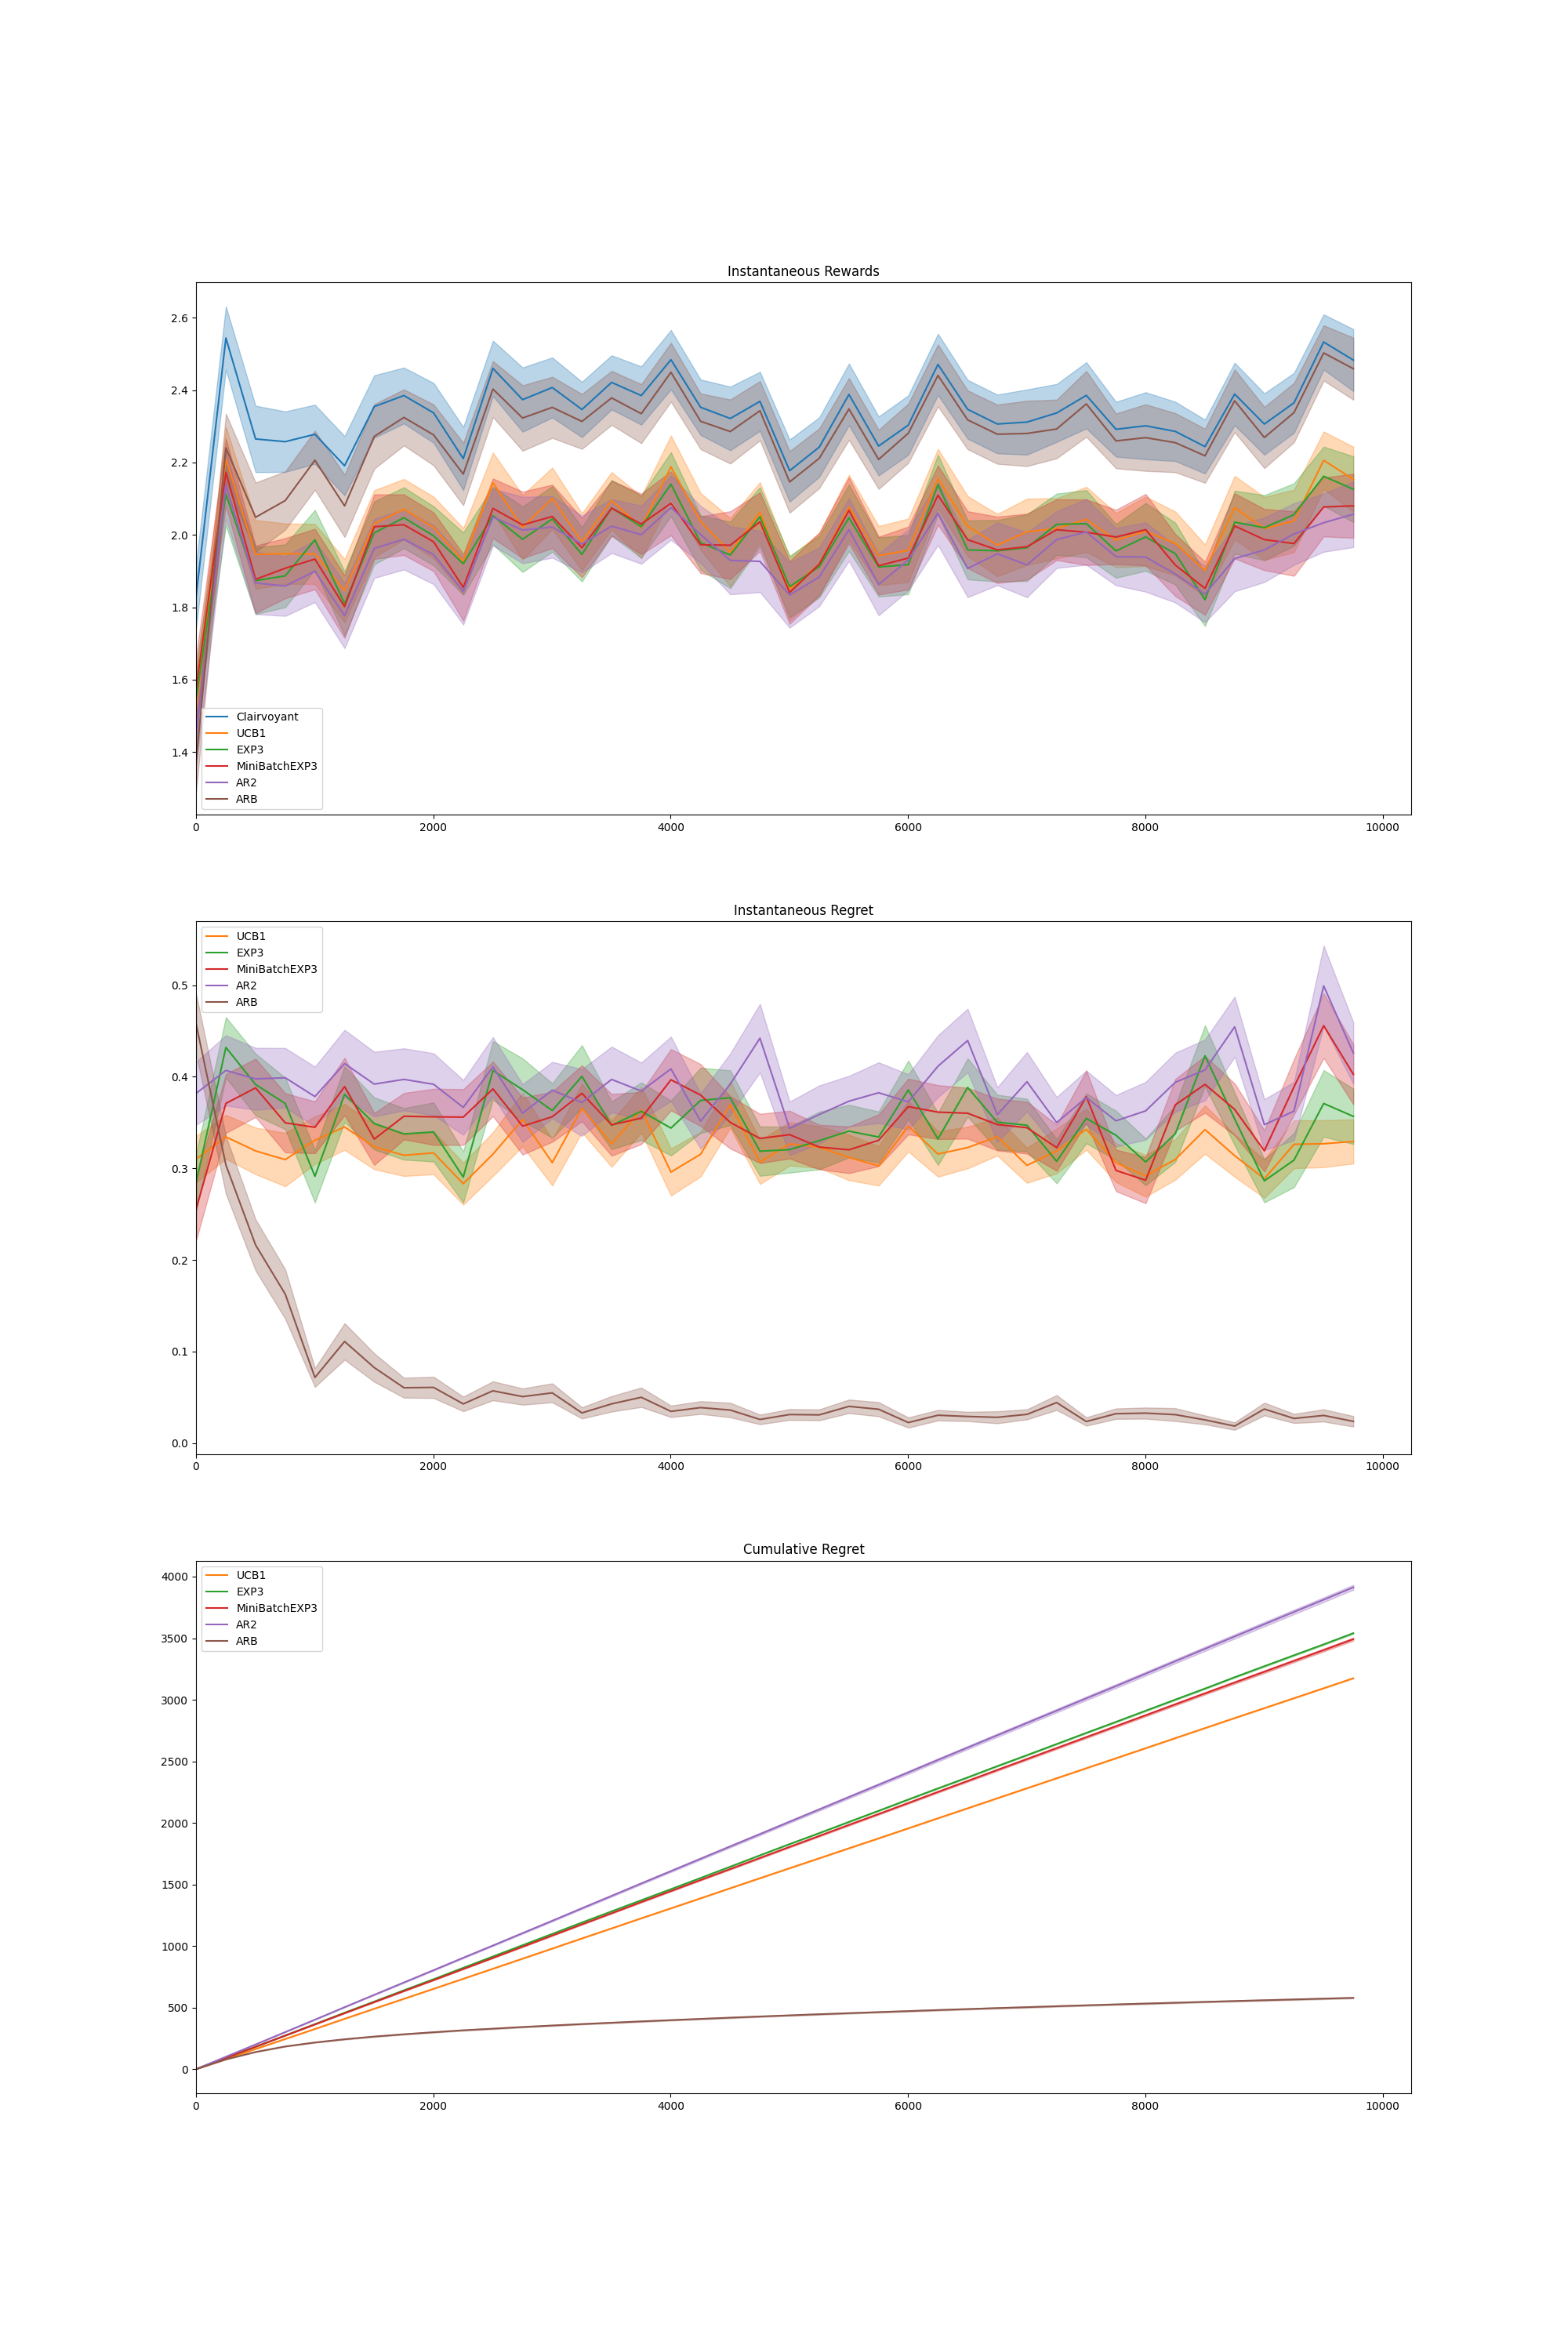 Instantaneous Rewards
2.6
2.4
2.2
2.0
1.8
1.6
1.4
Clairvoyant
UCB1
EXP3
MiniBatchEXP3
AR2
ARB
0 2000 4000 6000 8000 10000
Instantaneous Regret
UCB1
EXP3
MiniBatchEXP3
AR2
ARB
0.5
0.4
0.3
0.2
0.1
0.0
0 2000 4000 6000 8000 10000
Cumulative Regret
UCB1
EXP3
MiniBatchEXP3
AR2
ARB
4000
3500
3000
2500
2000
1500
1000
500
0
0 2000 4000 6000 8000 10000